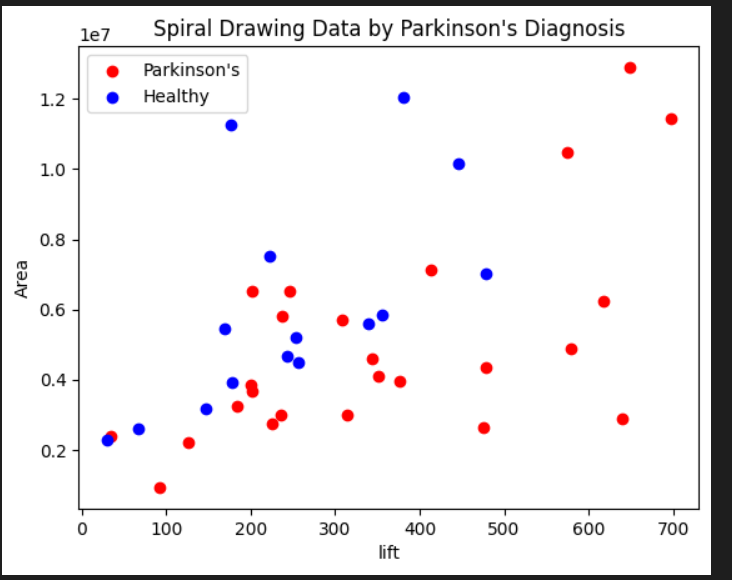 Spiral Drawing Data by Parkinson's Diagnosis
1e7
Parkinson's
Healthy
1.2
1.0
0.8
0.6
0.4
0.2
Area
0 100 200 300 400 500 600 700
lift